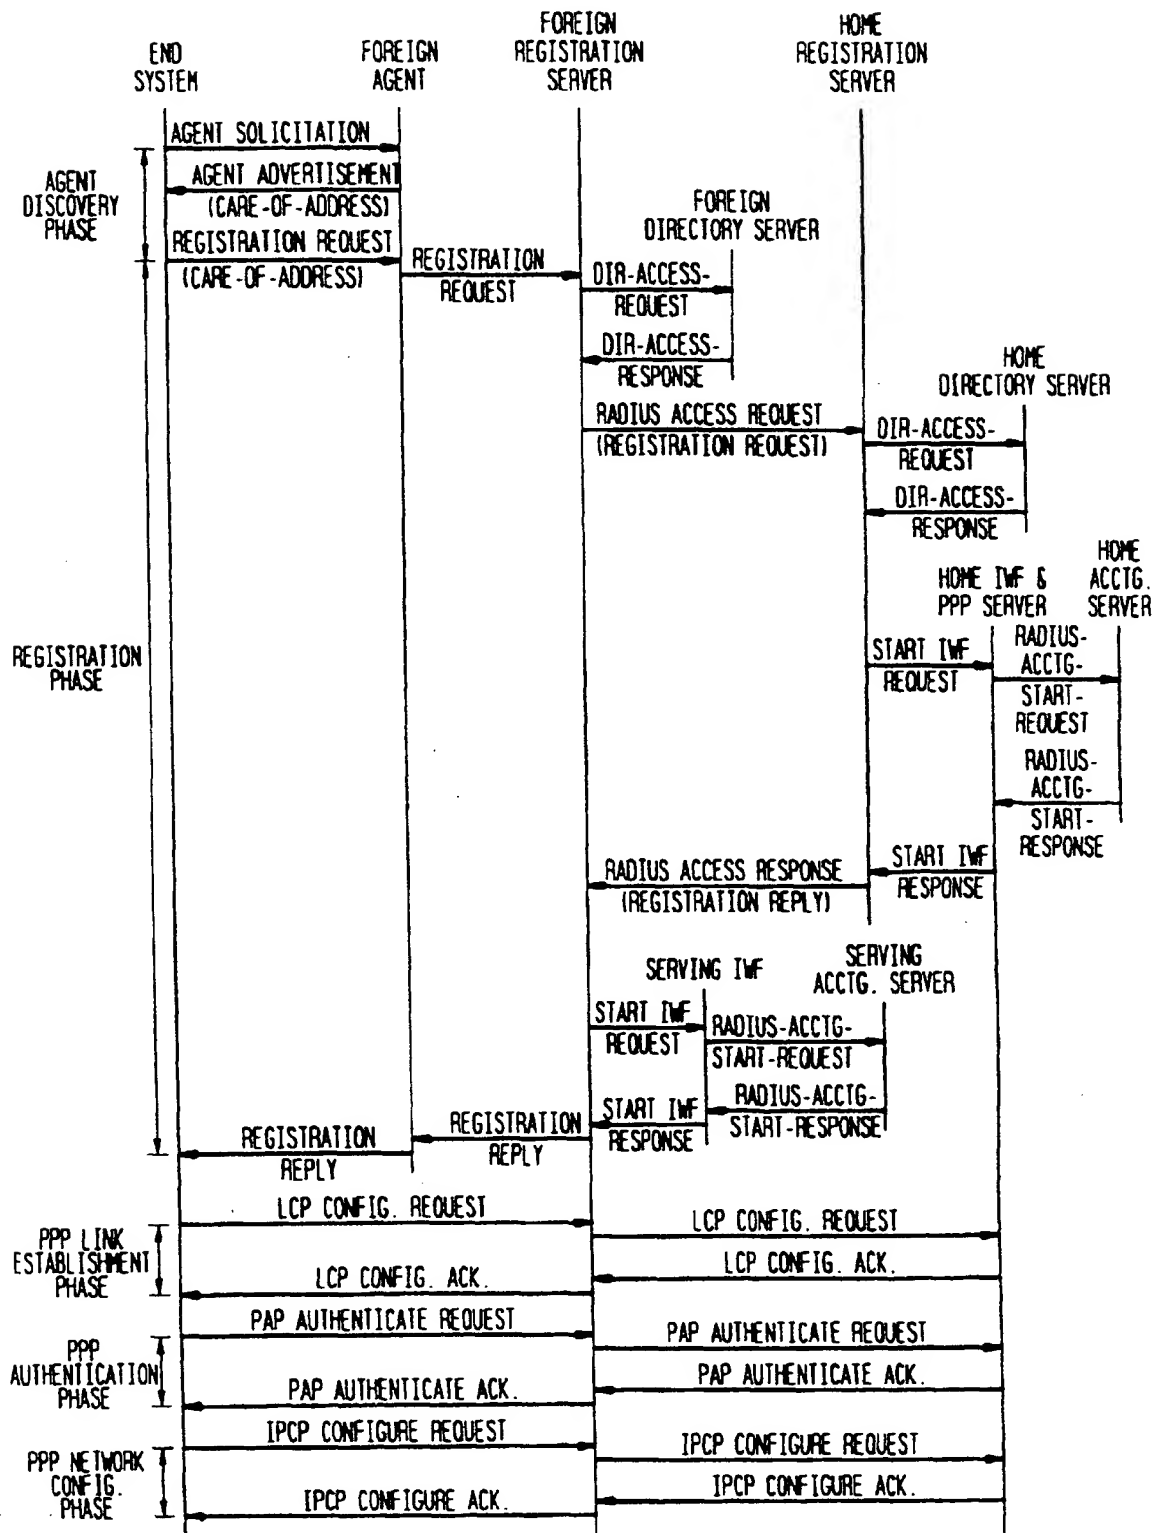 END
SYSTEM
FOREIGN
AGENT
FOREIGN
REGISTRATION
SERVER
HOME
REGISTRATION
SERVER
AGENT SOLICITATION
AGENT
DISCOVERY
PHASE
AGENT ADVERTISEMENT
(CARE-OF-ADDRESS)
FOREIGN
DIRECTORY SERVER
REGISTRATION REQUEST
(CARE-OF-ADDRESS)
REGISTRATION
REQUEST
DIR-ACCESS-
REQUEST
DIR-ACCESS-
RESPONSE
HOME
DIRECTORY SERVER
RADIUS ACCESS REQUEST
(REGISTRATION REQUEST)
DIR-ACCESS-
REQUEST
DIR-ACCESS-
RESPONSE
HOME IWF &
PPP SERVER
HOME
ACCTG.
SERVER
REGISTRATION
PHASE
START IWF
REQUEST
RADIUS-
ACCTG-
START-
REQUEST
RADIUS-
ACCTG-
START-
RESPONSE
START IWF
RESPONSE
RADIUS ACCESS RESPONSE
(REGISTRATION REPLY)
SERVING IWF
SERVING
ACCTG. SERVER
START IWF
REQUEST
RADIUS-ACCTG-
START-REQUEST
RADIUS-ACCTG-
START-RESPONSE
START IWF
RESPONSE
REGISTRATION
REPLY
REGISTRATION
REPLY
LCP CONFIG. REQUEST
LCP CONFIG. REQUEST
PPP LINK
ESTABLISHMENT
PHASE
LCP CONFIG. ACK.
LCP CONFIG. ACK.
PAP AUTHENTICATE REQUEST
PAP AUTHENTICATE REQUEST
PPP
AUTHENTICATION
PHASE
PAP AUTHENTICATE ACK.
PAP AUTHENTICATE ACK.
IPCP CONFIGURE REQUEST
IPCP CONFIGURE REQUEST
PPP NETWORK
CONFIG.
PHASE
IPCP CONFIGURE ACK.
IPCP CONFIGURE ACK.